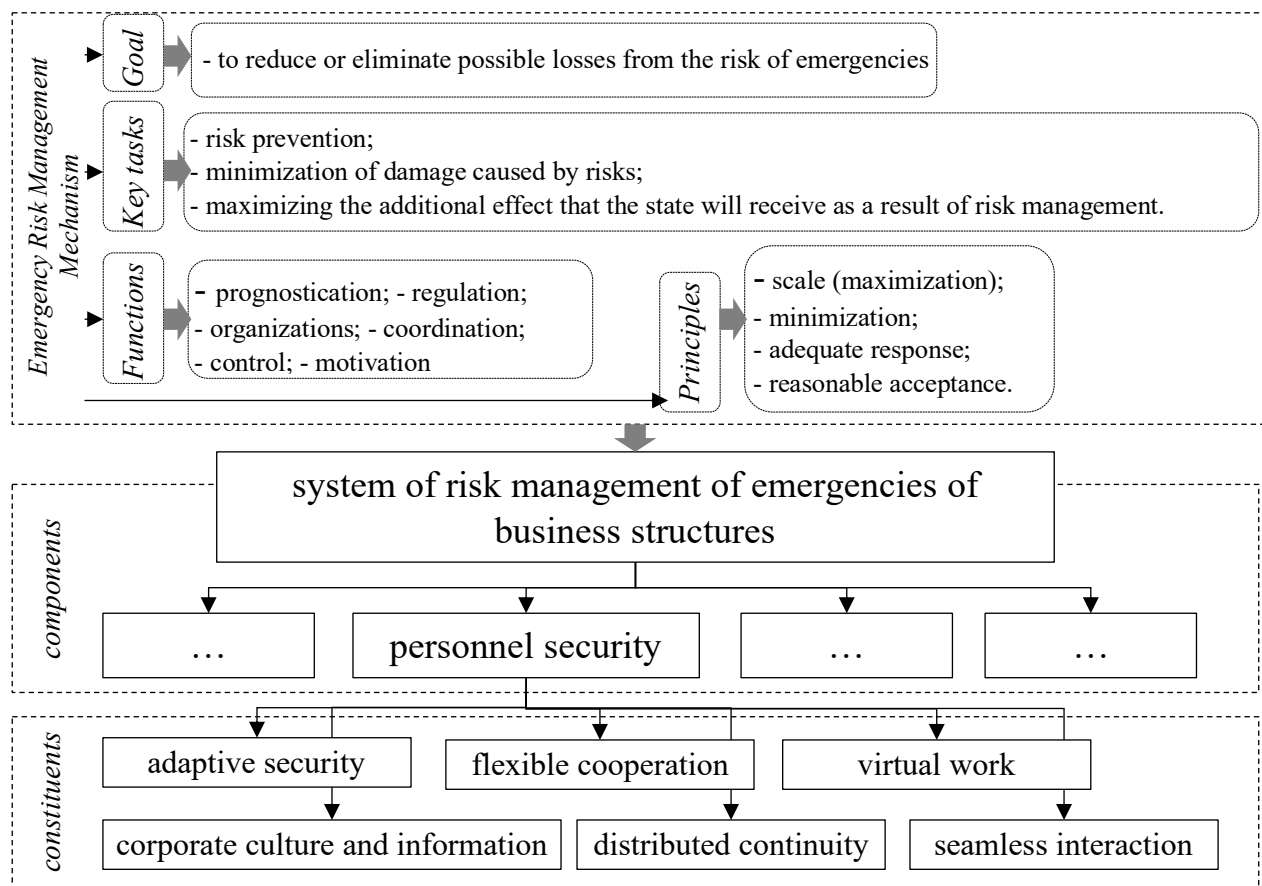 Emergency Risk Management
Mechanism
Goal
- to reduce or eliminate possible losses from the risk of emergencies
Key tasks
- risk prevention;
- minimization of damage caused by risks;
- maximizing the additional effect that the state will receive as a result of risk management.
Functions
- prognostication; - regulation;
- organizations; - coordination;
- control; - motivation
Principles
- scale (maximization);
- minimization;
- adequate response;
- reasonable acceptance.
system of risk management of emergencies of
business structures
components
…
personnel security
…
…
constituents
adaptive security
flexible cooperation
virtual work
corporate culture and information
distributed continuity
seamless interaction